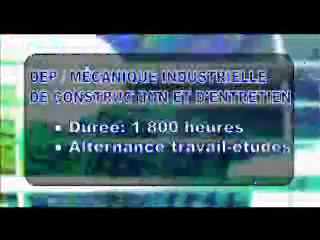 DEP / MÉCANIQUE INDUSTRIELLE
DE CONSTRUCTION ET D'ENTRETIEN
• Durée: 1 800 heures
• Alternance travail-études